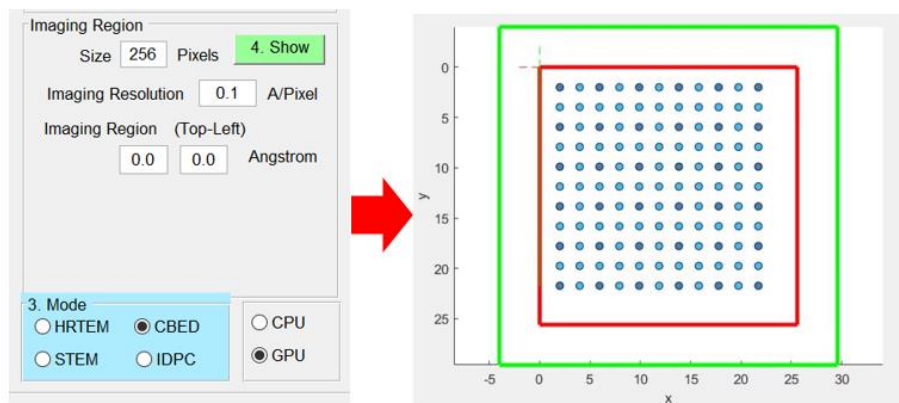 Imaging Region
Size 256 Pixels 4. Show
Imaging Resolution 0.1 A/Pixel
Imaging Region (Top-Left)
0.0 0.0 Angstrom
3. Mode
HRTEM CBED
STEM IDPC
CPU
GPU
0
5
10
15
20
25
y
-5 0 5 10 15 20 25 30
x